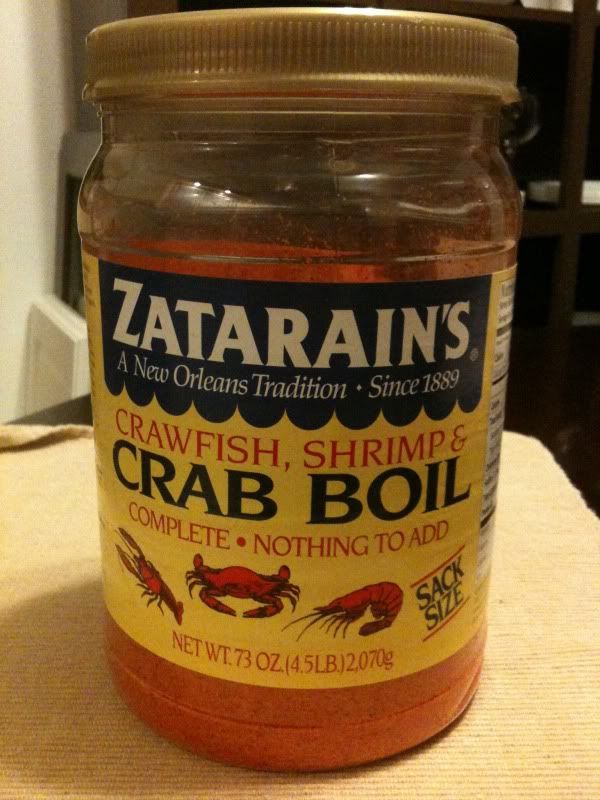 ZATARAIN'S®
A New Orleans Tradition • Since 1889
CRAWFISH, SHRIMP &
CRAB BOIL
COMPLETE • NOTHING TO ADD
SACK
SIZE
NET WT. 73 OZ. (4.5 LB.) 2,070g